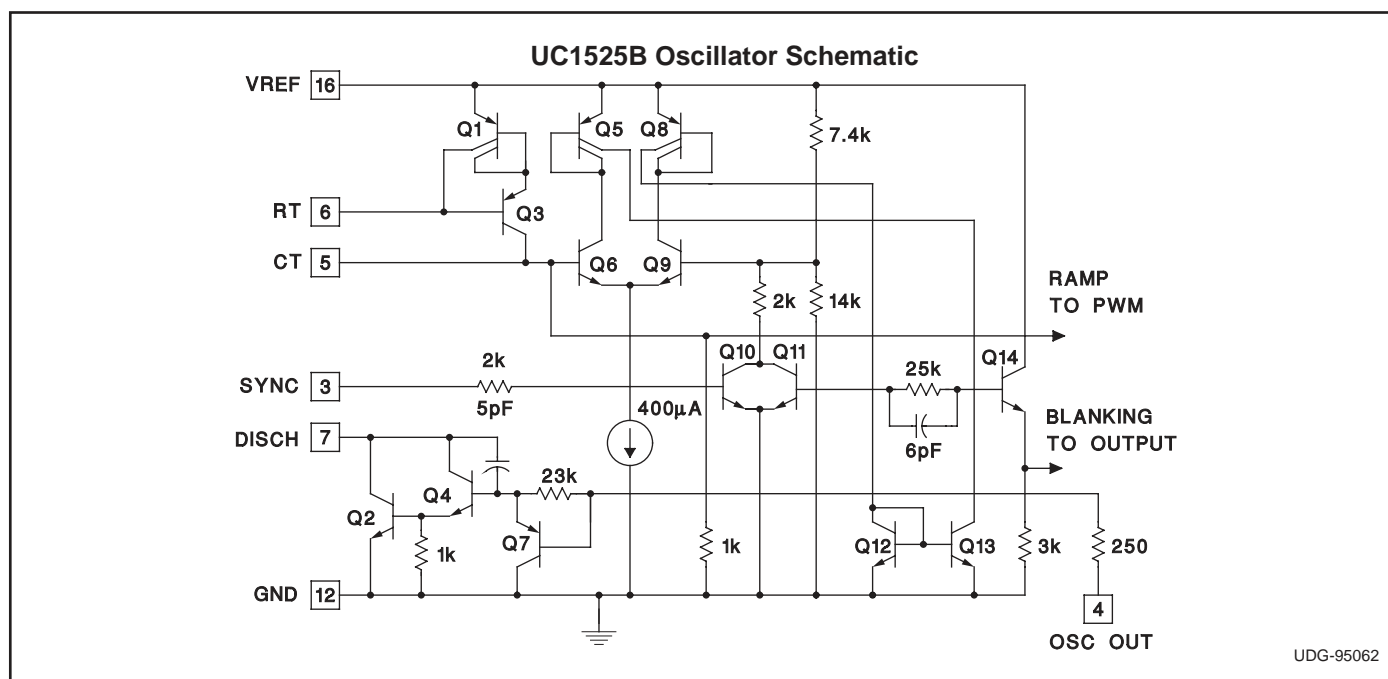 UC1525B Oscillator Schematic
VREF 16
Q1
Q5
Q8
7.4k
RT 6
Q3
CT 5
Q6
Q9
2k
14k
RAMP
TO PWM
Q10
Q11
Q14
2k
25k
SYNC 3
5pF
400µA
6pF
BLANKING
TO OUTPUT
DISCH 7
23k
Q4
Q2
Q7
1k
1k
Q12
Q13
3k
250
GND 12
4
OSC OUT
UDG-95062